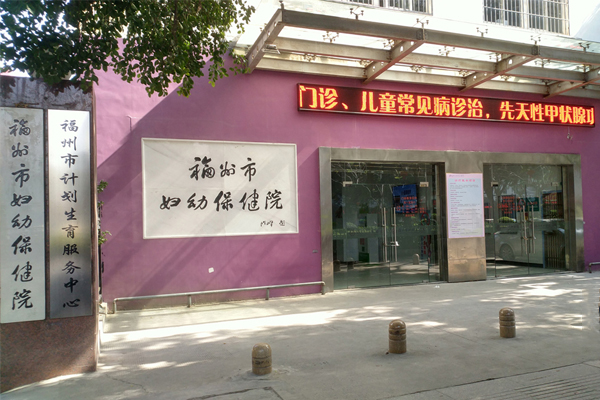 福州市妇幼保健院
福州市计划生育服务中心
福州市
妇幼保健院
门诊、儿童常见病诊治，先天性甲状腺功